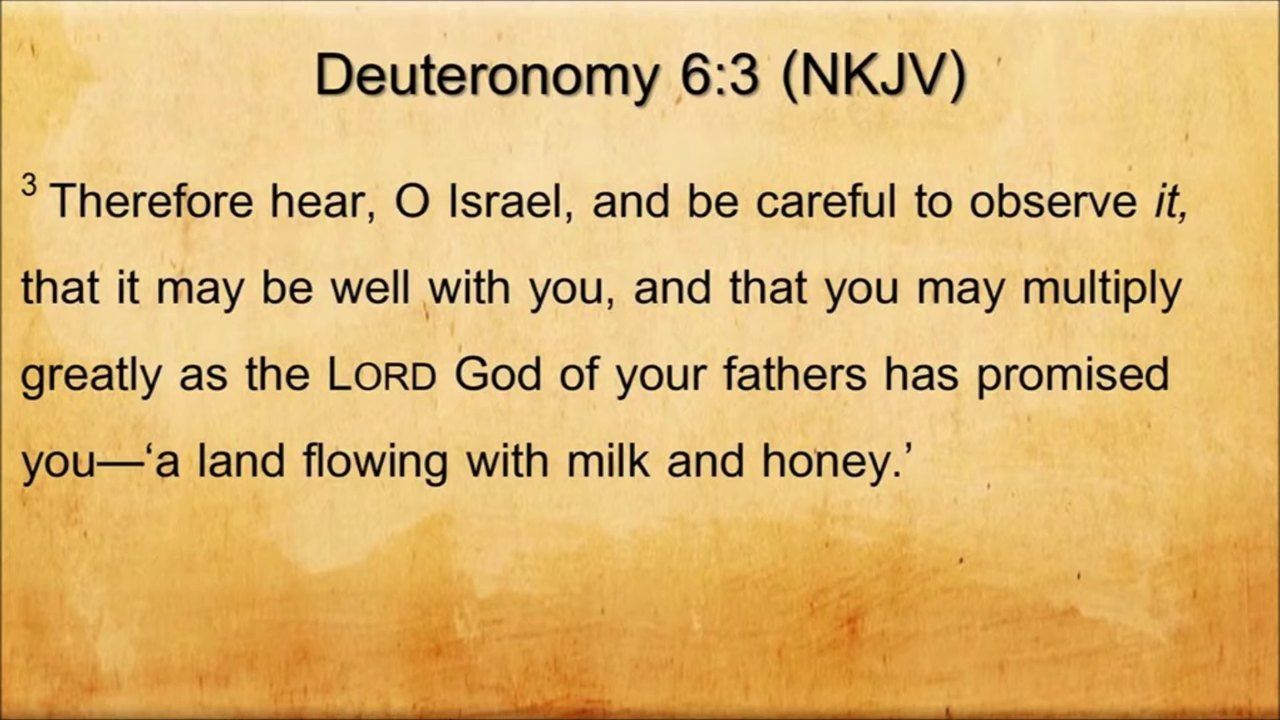 Deuteronomy 6:3 (NKJV)
3 Therefore hear, O Israel, and be careful to observe it,
that it may be well with you, and that you may multiply
greatly as the LORD God of your fathers has promised
you—‘a land flowing with milk and honey.’